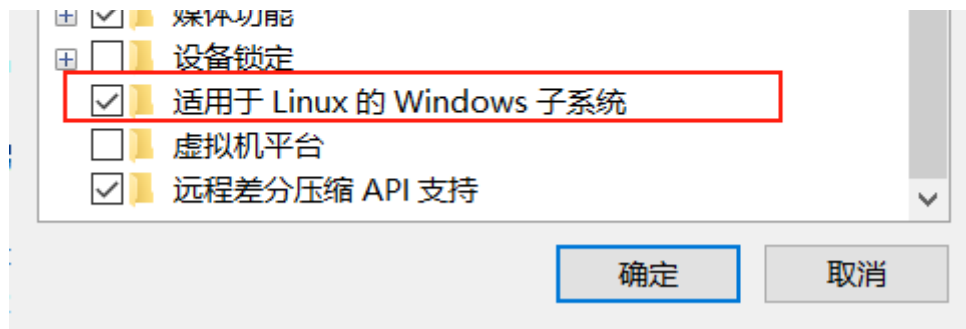 媒体功能
设备锁定
适用于 Linux 的 Windows 子系统
虚拟机平台
远程差分压缩 API 支持
确定
取消